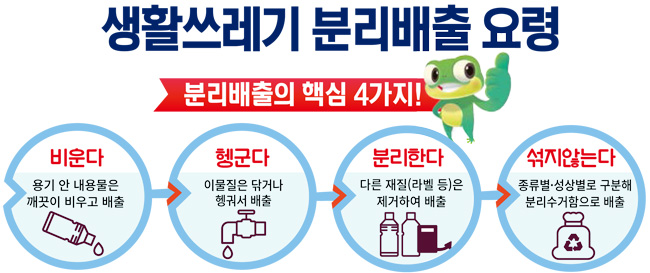 생활쓰레기 분리배출 요령
분리배출의 핵심 4가지!
비운다
용기 안 내용물은
깨끗이 비우고 배출
헹군다
이물질은 닦거나
헹궈서 배출
분리한다
다른 재질(라벨 등)은
제거하여 배출
섞지않는다
종류별·성상별로 구분해
분리수거함으로 배출